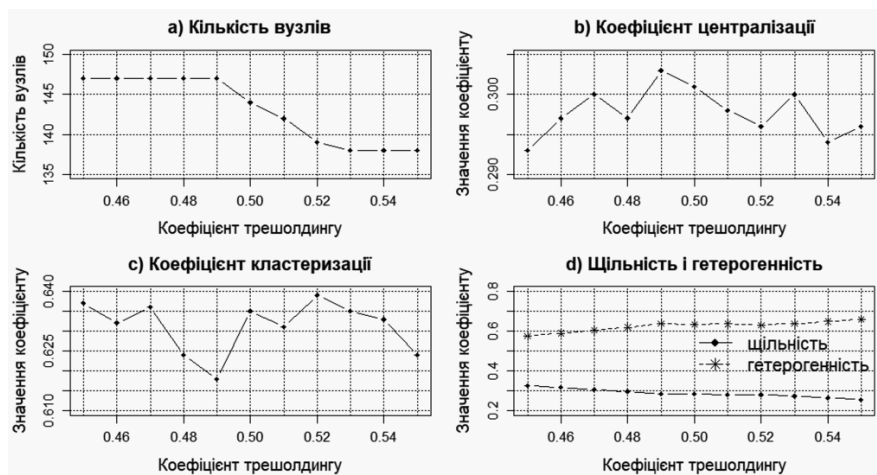 a) Кількість вузлів
Кількість вузлів
150
145
140
135
0.46
0.48
0.50
0.52
0.54
Коефіцієнт трешолдингу
b) Коефіцієнт централізації
Значення коефіцієнту
0.300
0.290
0.46
0.48
0.50
0.52
0.54
Коефіцієнт трешолдингу
c) Коефіцієнт кластеризації
Значення коефіцієнту
0.640
0.625
0.610
0.46
0.48
0.50
0.52
0.54
Коефіцієнт трешолдингу
d) Щільність і гетерогенність
Значення коефіцієнту
0.8
0.6
0.4
0.2
щільність
гетерогенність
0.46
0.48
0.50
0.52
0.54
Коефіцієнт трешолдингу